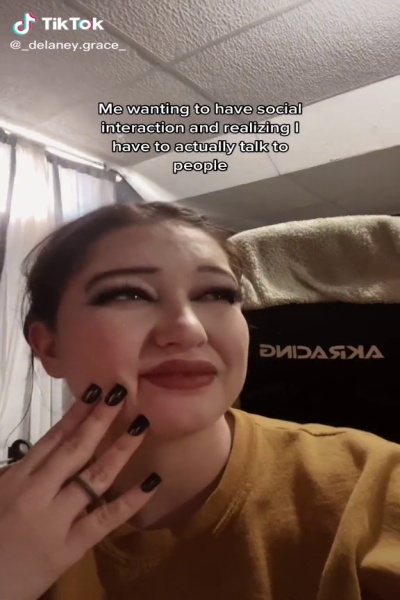 TikTok
@_delaney.grace_
Me wanting to have social
interaction and realizing I
have to actually talk to
people
AKRACING